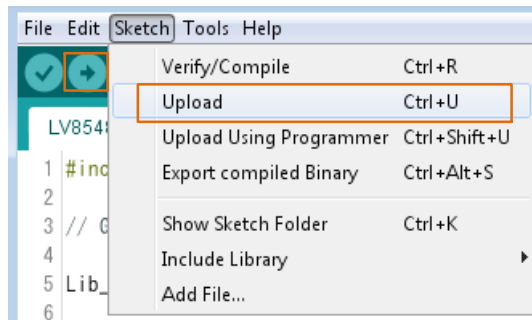 File Edit Sketch Tools Help
Verify/Compile Ctrl+R
Upload Ctrl+U
Upload Using Programmer Ctrl+Shift+U
Export compiled Binary Ctrl+Alt+S
Show Sketch Folder Ctrl+K
Include Library
Add File...
LV8548
1 #inc
2
3 // G
4
5 Lib_
6